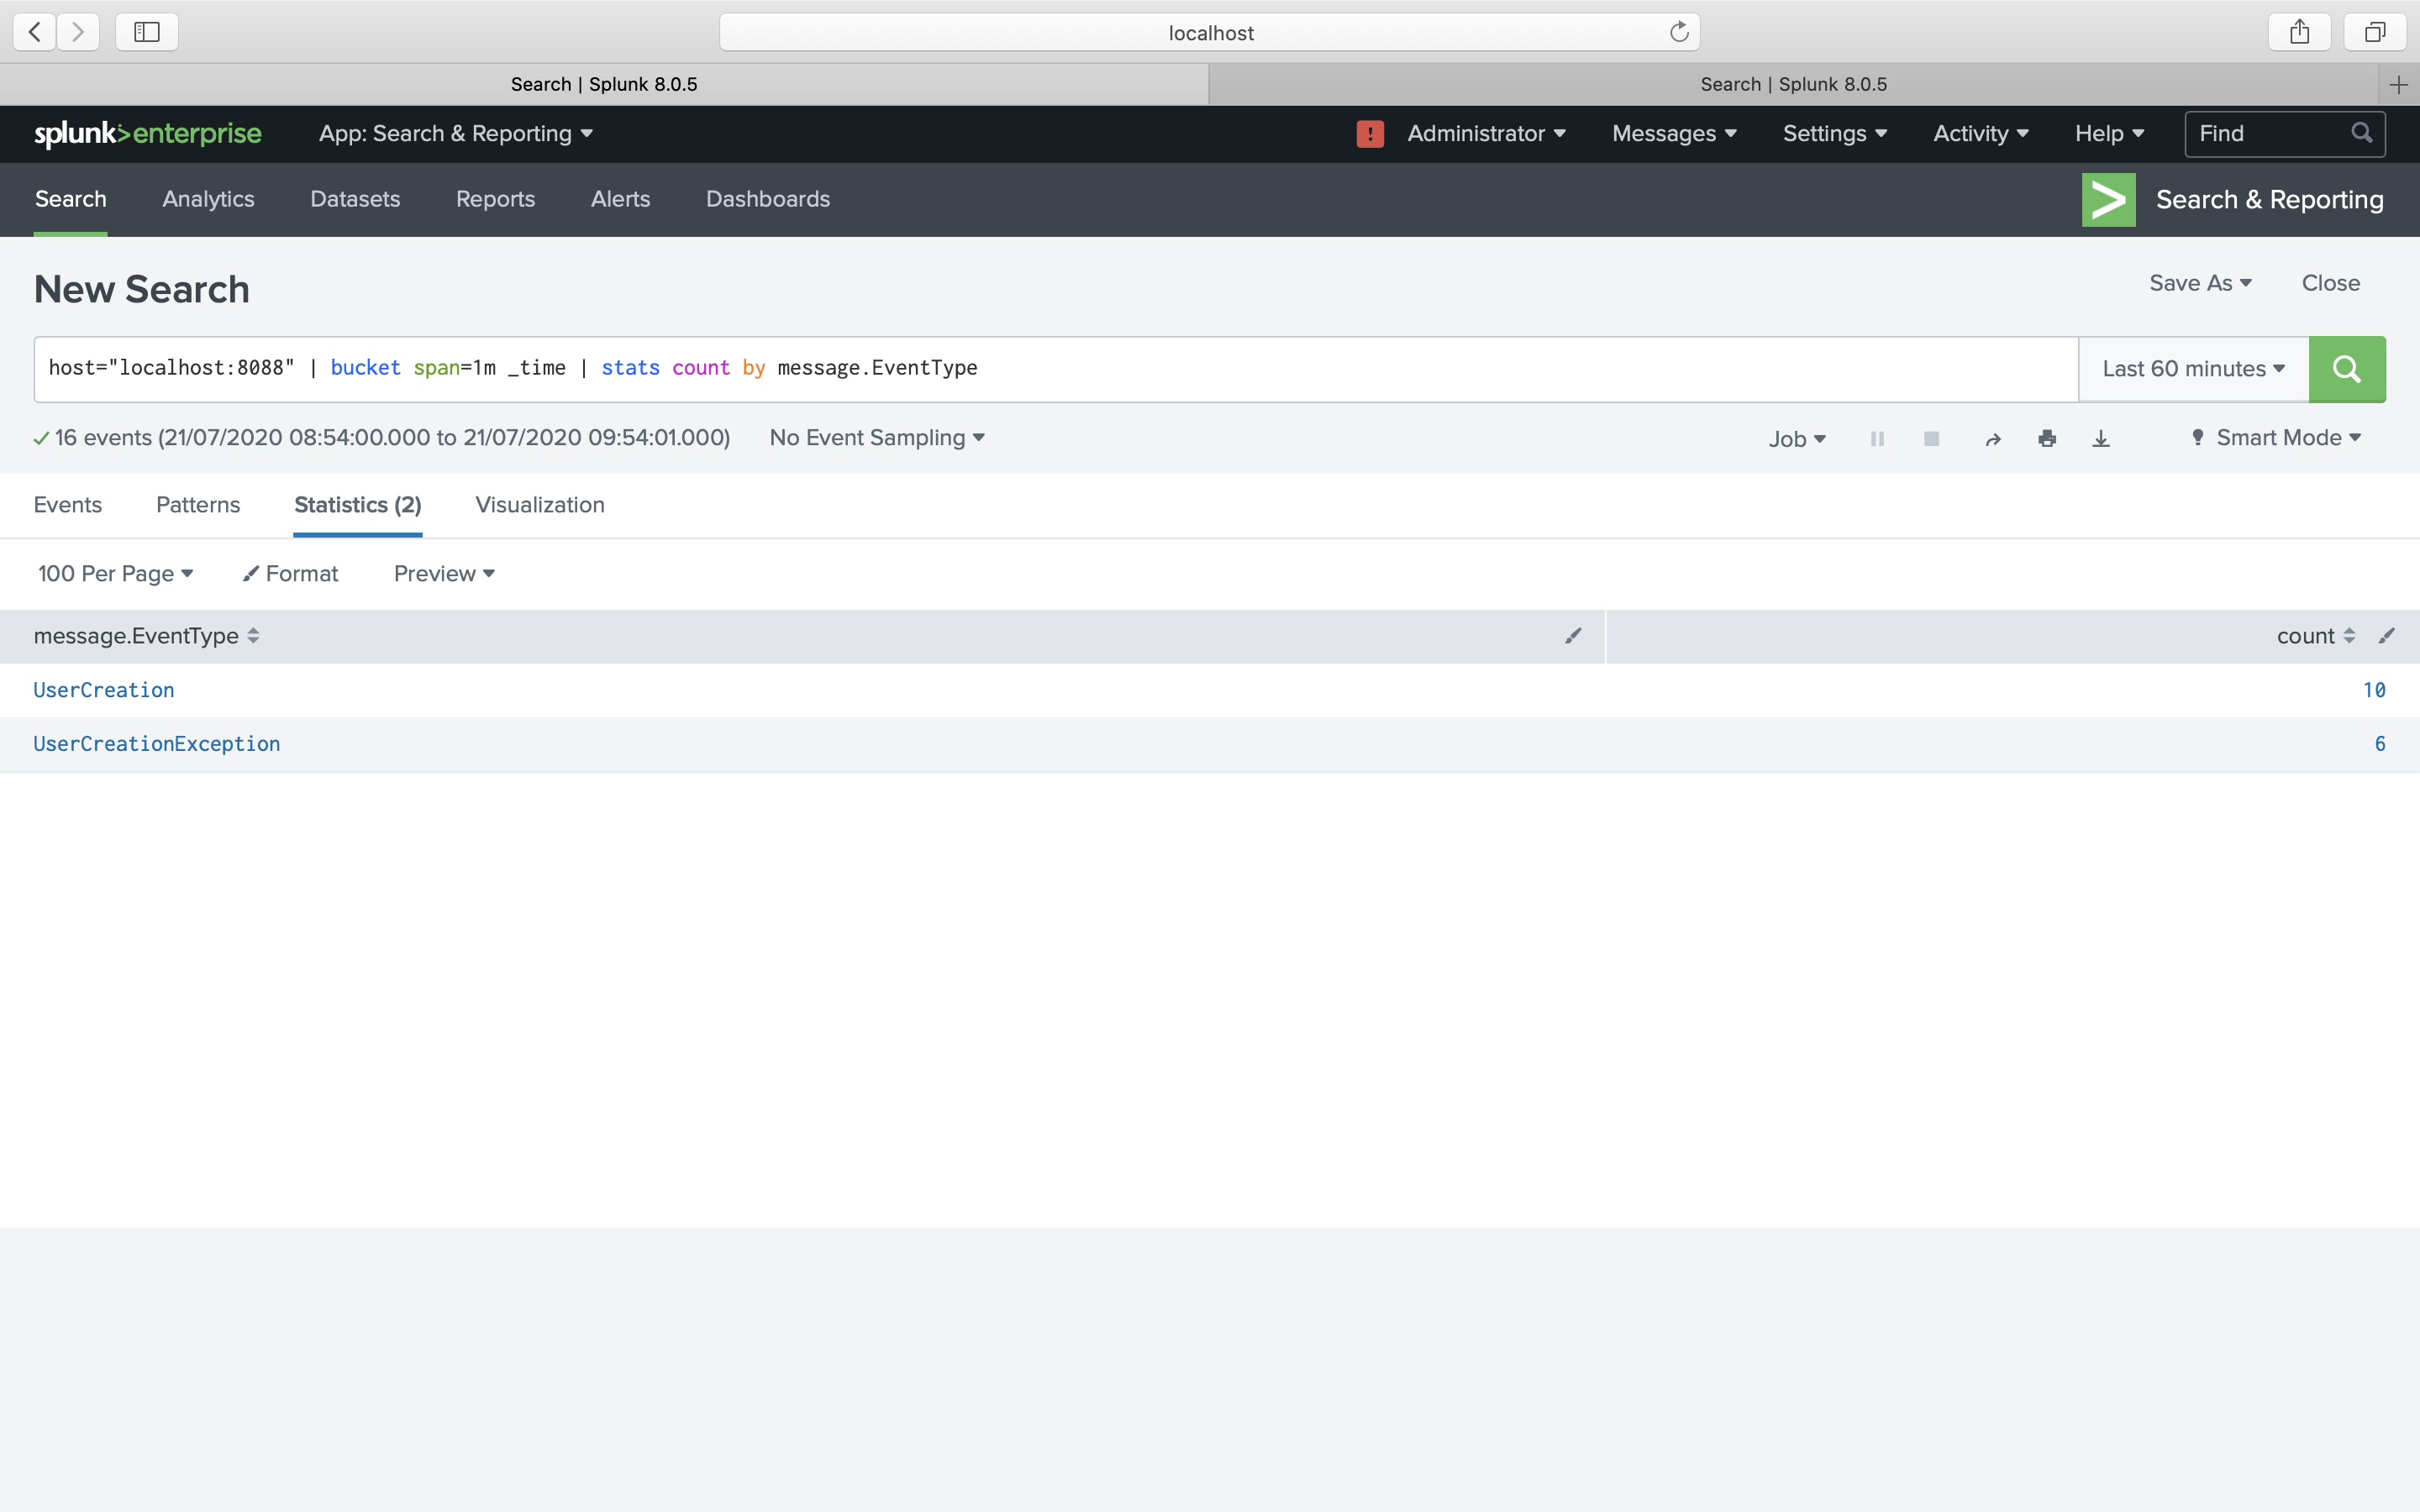 localhost
Search | Splunk 8.0.5
Search | Splunk 8.0.5
splunk>enterprise App: Search & Reporting ! Administrator Messages Settings Activity Help Find
Search Analytics Datasets Reports Alerts Dashboards > Search & Reporting
New Search Save As Close
host="localhost:8088" | bucket span=1m _time | stats count by message.EventType Last 60 minutes
16 events (21/07/2020 08:54:00.000 to 21/07/2020 09:54:01.000) No Event Sampling Job Smart Mode
Events Patterns Statistics (2) Visualization
100 Per Page Format Preview
message.EventType count
UserCreation 10
UserCreationException 6